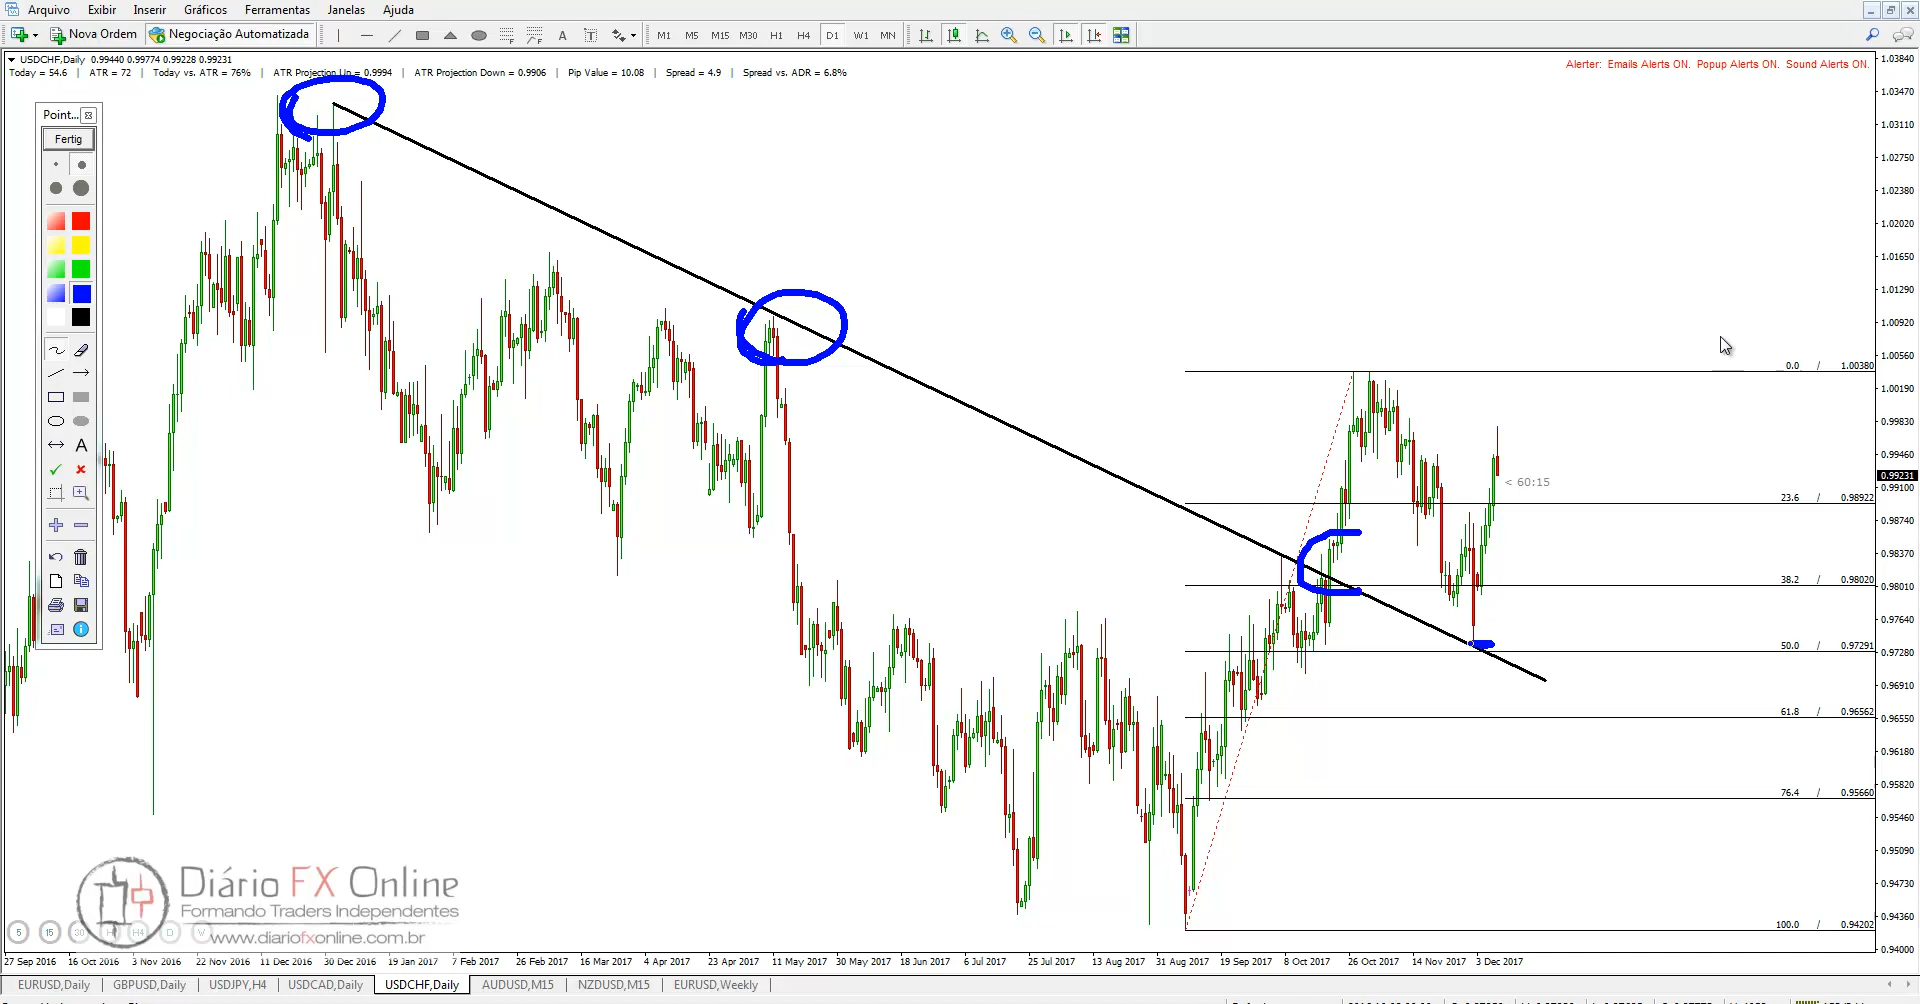 Arquivo Exibir Inserir Gráficos Ferramentas Janelas Ajuda
Nova Ordem Negociação Automatizada A T M1 M5 M15 M30 H1 H4 D1 W1 MN
USDCHF,Daily 0.99440 0.99774 0.99228 0.99231
Today = 54.6 | ATR = 72 | Today vs. ATR = 76% | ATR Projection Up = 0.9994 | ATR Projection Down = 0.9906 | Pip Value = 10.08 | Spread = 4.9 | Spread vs. ADR = 6.8%
Alerter: Emails Alerts ON. Popup Alerts ON. Sound Alerts ON.
Point...
Fertig
A
1.03840
1.03470
1.03110
1.02750
1.02380
1.02020
1.01650
1.01290
1.00920
1.00560
1.00190
0.99830
0.99460
0.99231
0.99100
0.98740
0.98370
0.98010
0.97640
0.97280
0.96910
0.96550
0.96180
0.95820
0.95460
0.95090
0.94730
0.94360
0.94000
0.0 / 1.00380
< 60:15
23.6 / 0.98922
38.2 / 0.98020
50.0 / 0.97291
61.8 / 0.96562
76.4 / 0.95660
100.0 / 0.94202
Diário FX Online
Formando Traders Independentes
www.diariofxonline.com.br
5 15 30 H H4 D W
27 Sep 2016 16 Oct 2016 3 Nov 2016 22 Nov 2016 11 Dec 2016 30 Dec 2016 19 Jan 2017 7 Feb 2017 26 Feb 2017 16 Mar 2017 4 Apr 2017 23 Apr 2017 11 May 2017 30 May 2017 18 Jun 2017 6 Jul 2017 25 Jul 2017 13 Aug 2017 31 Aug 2017 19 Sep 2017 8 Oct 2017 26 Oct 2017 14 Nov 2017 3 Dec 2017
EURUSD,Daily GBPUSD,Daily USDJPY,H4 USDCAD,Daily USDCHF,Daily AUDUSD,M15 NZDUSD,M15 EURUSD,Weekly